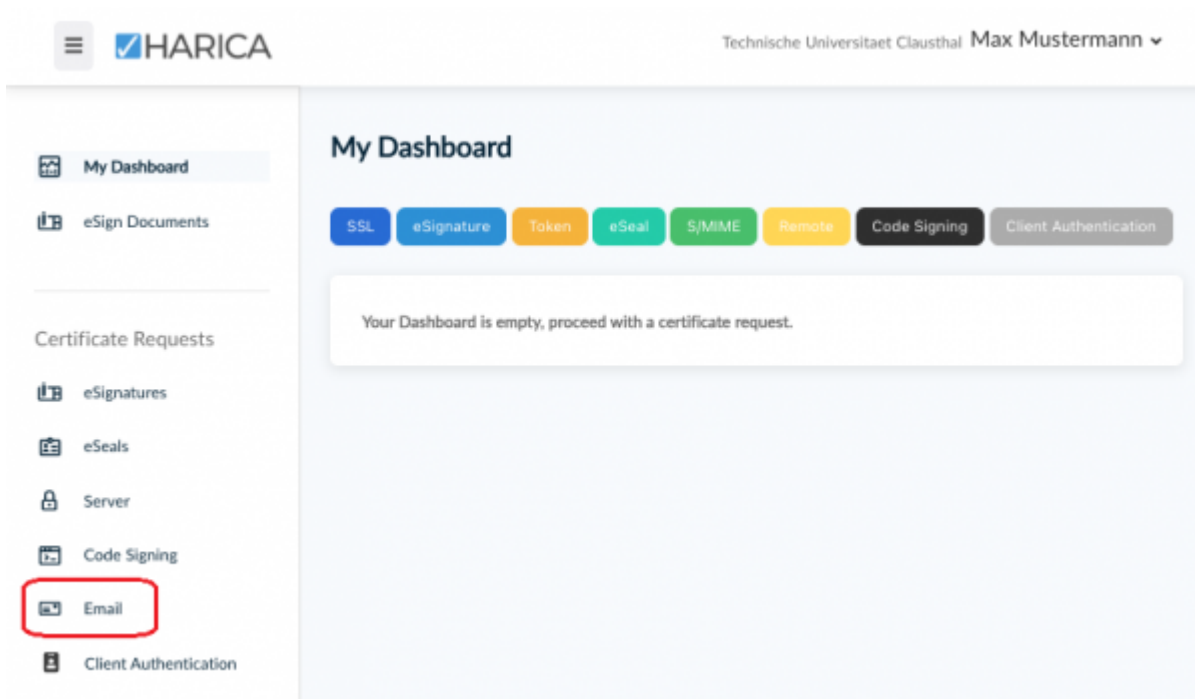 HARICA
Technische Universitaet Clausthal Max Mustermann
My Dashboard
eSign Documents
Certificate Requests
eSignatures
eSeals
Server
Code Signing
Email
Client Authentication
My Dashboard
SSL eSignature Token eSeal S/MIME Remote Code Signing Client Authentication
Your Dashboard is empty, proceed with a certificate request.